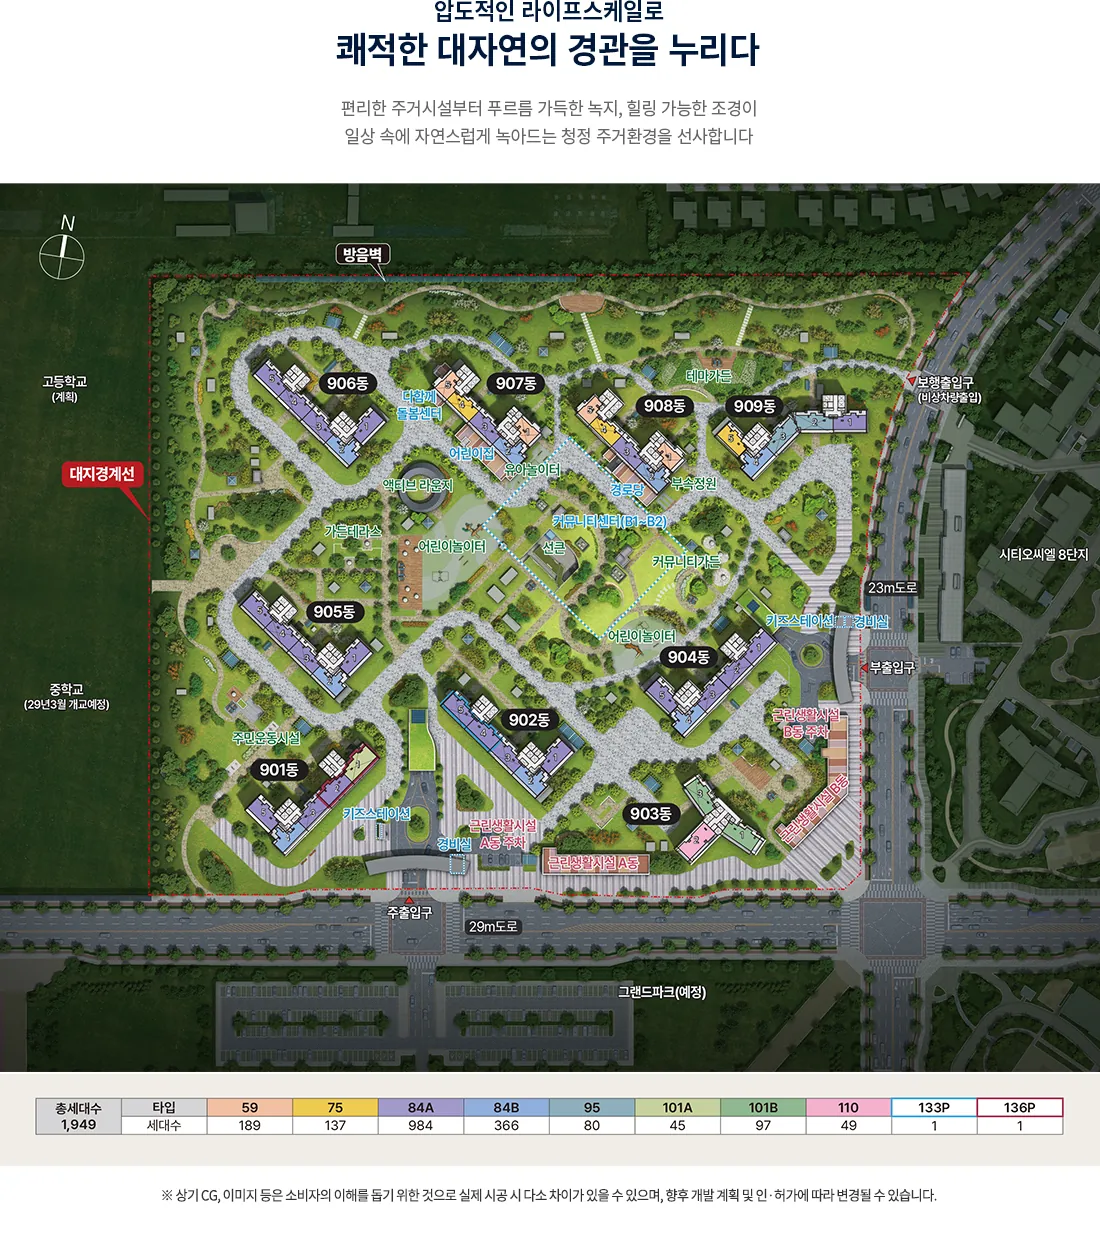 압도적인 라이프스케일로
쾌적한 대자연의 경관을 누리다
편리한 주거시설부터 푸르름 가득한 녹지, 힐링 가능한 조경이
일상 속에 자연스럽게 녹아드는 청정 주거환경을 선사합니다
N
방음벽
고등학교
(계획)
906동
907동
908동
909동
다함께
돌봄센터
테마가든
보행출입구
(비상차량출입)
대지경계선
어린이집
유아놀이터
액티브 라운지
경로당
부속정원
가든테라스
어린이놀이터
커뮤니티센터(B1~B2)
선큰
커뮤니티가든
시티오씨엘 8단지
23m도로
905동
어린이놀이터
키즈스테이션
경비실
904동
부출입구
중학교
(29년3월 개교예정)
902동
근린생활시설
B동 주차
주민운동시설
901동
근린생활시설 B동
키즈스테이션
903동
근린생활시설
A동 주차
경비실
근린생활시설 A동
주출입구
29m도로
그랜드파크(예정)
총세대수 타입 59 75 84A 84B 95 101A 101B 110 133P 136P
1,949 세대수 189 137 984 366 80 45 97 49 1 1
※ 상기 CG, 이미지 등은 소비자의 이해를 돕기 위한 것으로 실제 시공 시 다소 차이가 있을 수 있으며, 향후 개발 계획 및 인·허가에 따라 변경될 수 있습니다.